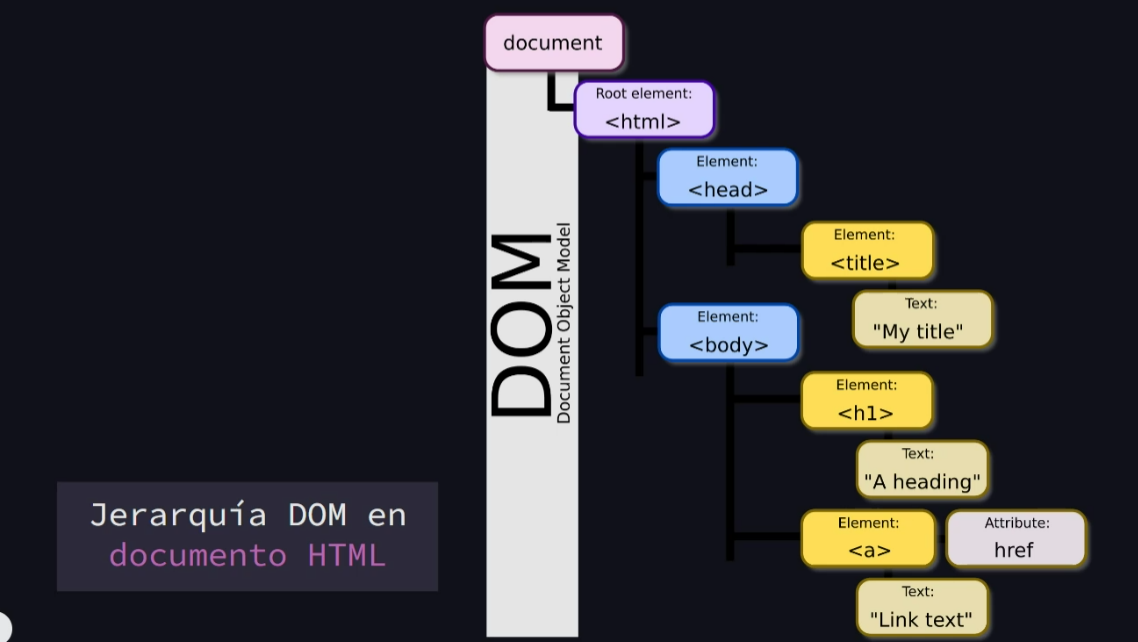 document
Root element:
<html>
Element:
<head>
Element:
<title>
Text:
"My title"
Element:
<body>
Element:
<h1>
Text:
"A heading"
Element:
<a>
Attribute:
href
Text:
"Link text"
DOM
Document Object Model
Jerarquía DOM en
documento HTML